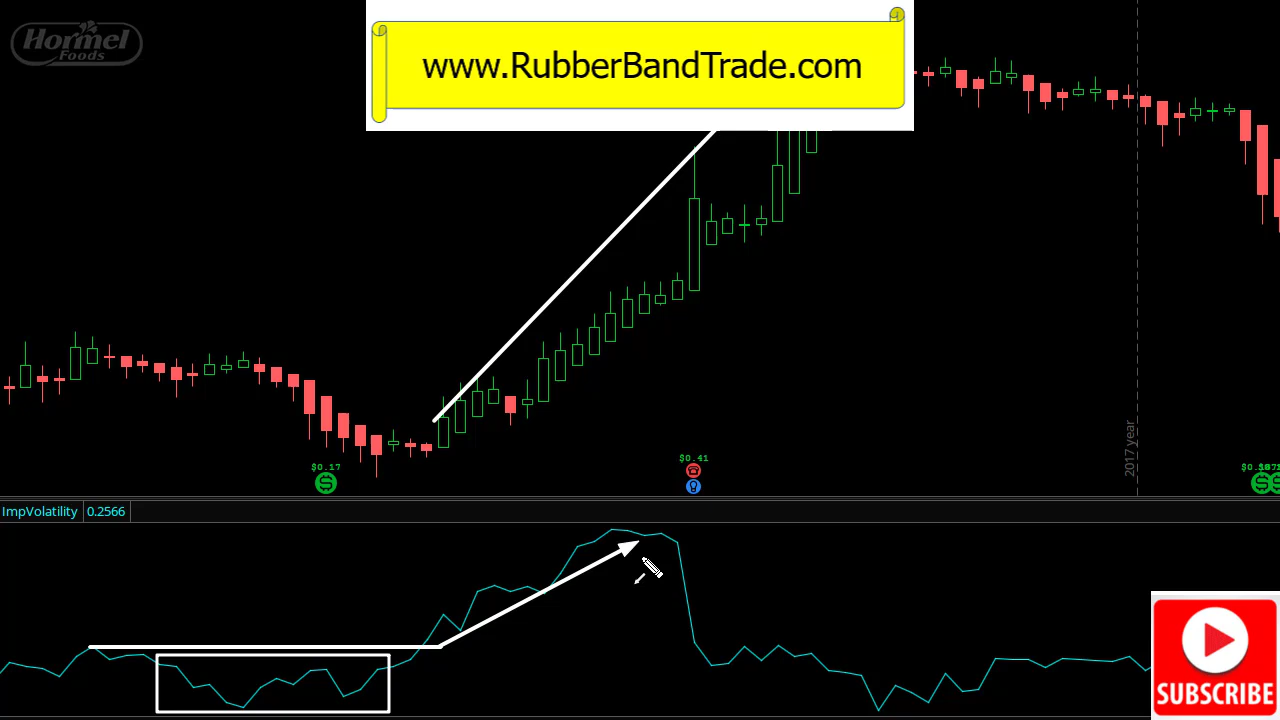 Hormel
Foods
www.RubberBandTrade.com
$0.17
$0.41
2017 year
ImpVolatility 0.2566
SUBSCRIBE